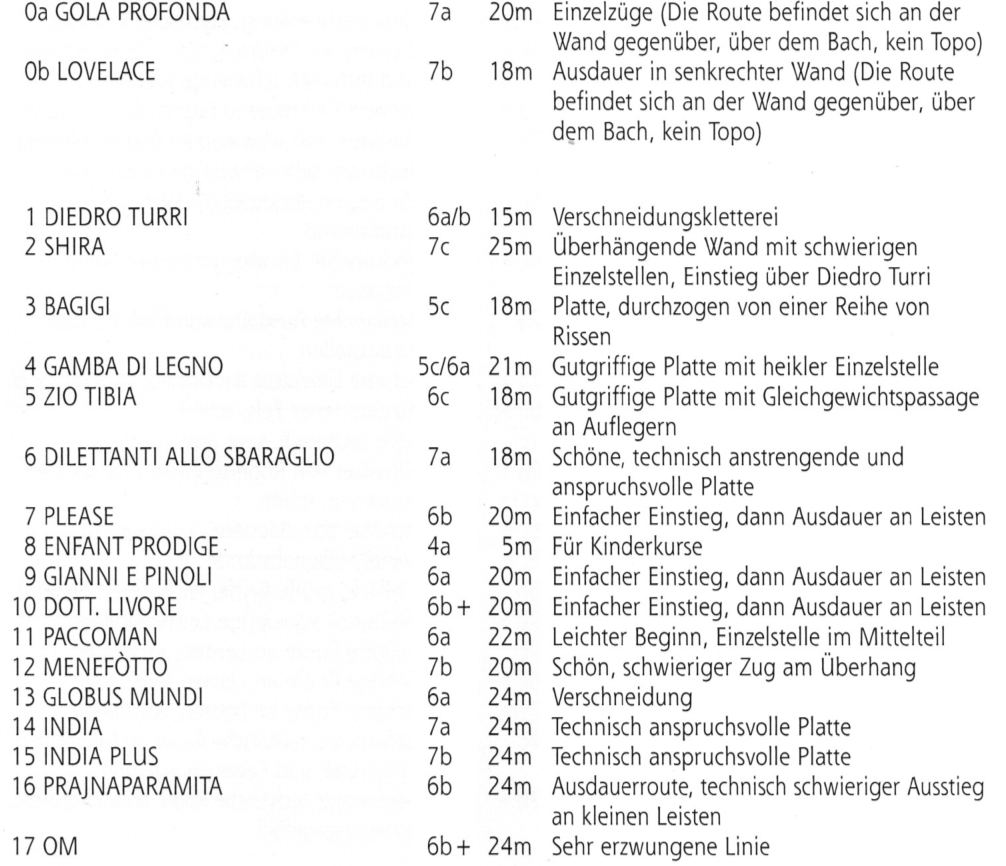 0a GOLA PROFONDA 7a 20m Einzelzüge (Die Route befindet sich an der
Wand gegenüber, über dem Bach, kein Topo)
0b LOVELACE 7b 18m Ausdauer in senkrechter Wand (Die Route
befindet sich an der Wand gegenüber, über
dem Bach, kein Topo)
1 DIEDRO TURRI 6a/b 15m Verschneidungskletterei
2 SHIRA 7c 25m Überhängende Wand mit schwierigen
Einzelstellen, Einstieg über Diedro Turri
3 BAGIGI 5c 18m Platte, durchzogen von einer Reihe von
Rissen
4 GAMBA DI LEGNO 5c/6a 21m Gutgriffige Platte mit heikler Einzelstelle
5 ZIO TIBIA 6c 18m Gutgriffige Platte mit Gleichgewichtspassage
an Auflegern
6 DILETTANTI ALLO SBARAGLIO 7a 18m Schöne, technisch anstrengende und
anspruchsvolle Platte
7 PLEASE 6b 20m Einfacher Einstieg, dann Ausdauer an Leisten
8 ENFANT PRODIGE 4a 5m Für Kinderkurse
9 GIANNI E PINOLI 6a 20m Einfacher Einstieg, dann Ausdauer an Leisten
10 DOTT. LIVORE 6b+ 20m Einfacher Einstieg, dann Ausdauer an Leisten
11 PACCOMAN 6a 22m Leichter Beginn, Einzelstelle im Mittelteil
12 MENEFÒTTO 7b 20m Schön, schwieriger Zug am Überhang
13 GLOBUS MUNDI 6a 24m Verschneidung
14 INDIA 7a 24m Technisch anspruchsvolle Platte
15 INDIA PLUS 7b 24m Technisch anspruchsvolle Platte
16 PRAJNAPARAMITA 6b 24m Ausdauerroute, technisch schwieriger Ausstieg
an kleinen Leisten
17 OM 6b+ 24m Sehr erzwungene Linie